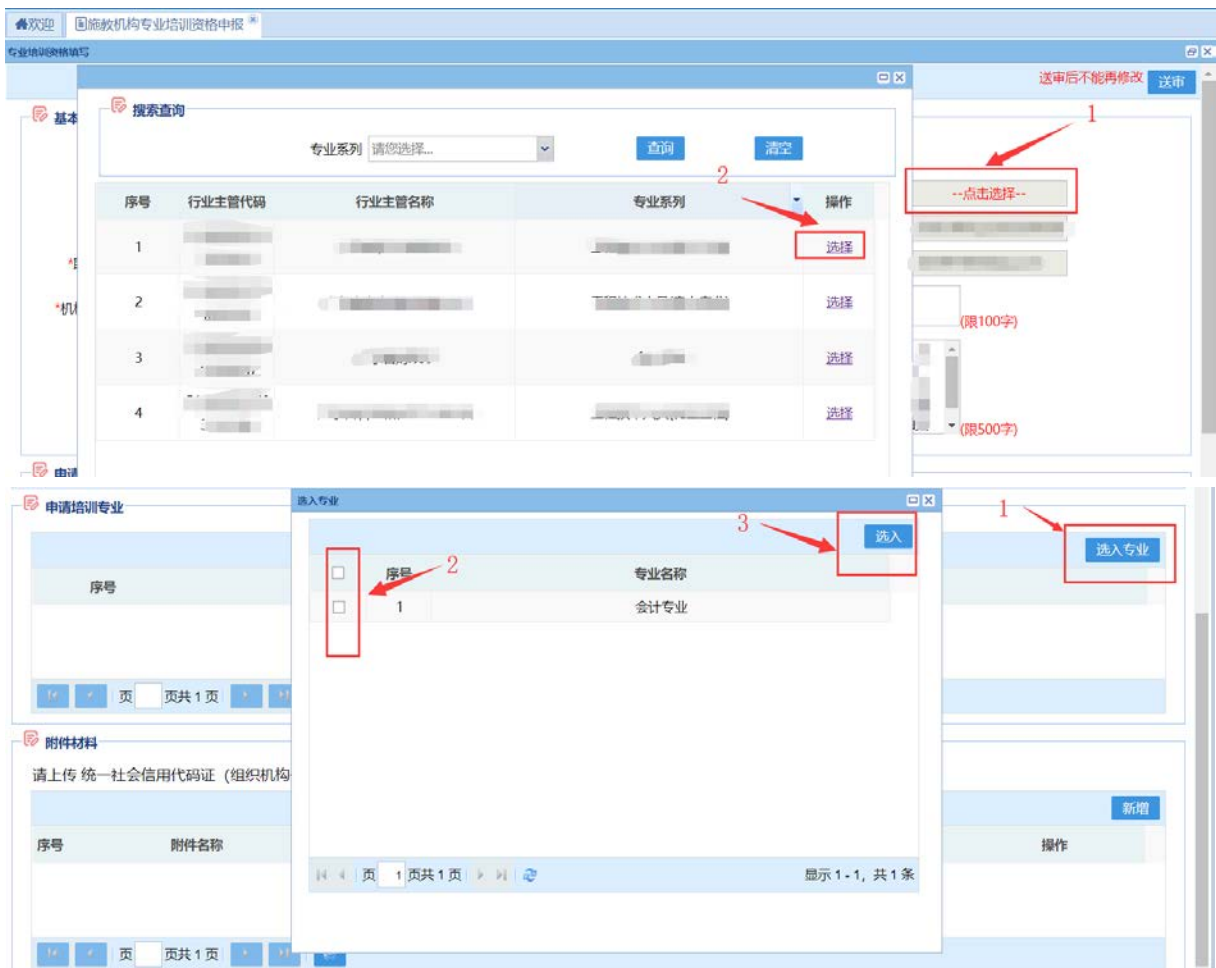 欢迎 施教机构专业培训资格申报
专业培训资格填写
送审后不能再修改 送审
基本
搜索查询
专业系列 请您选择... 查询 清空
1
2
序号 行业主管代码 行业主管名称 专业系列 操作
--点击选择--
1 选择
2 选择
*机构
(限100字)
3 选择
4 选择
(限500字)
申请
申请培训专业
选入专业
1
3
选入
选入专业
2
序号
序号 专业名称
1 会计专业
页 页共1页
附件材料
请上传 统一社会信用代码证（组织机构
新增
序号 附件名称 操作
页 1 页共1页 显示1-1, 共1条
页 页共1页